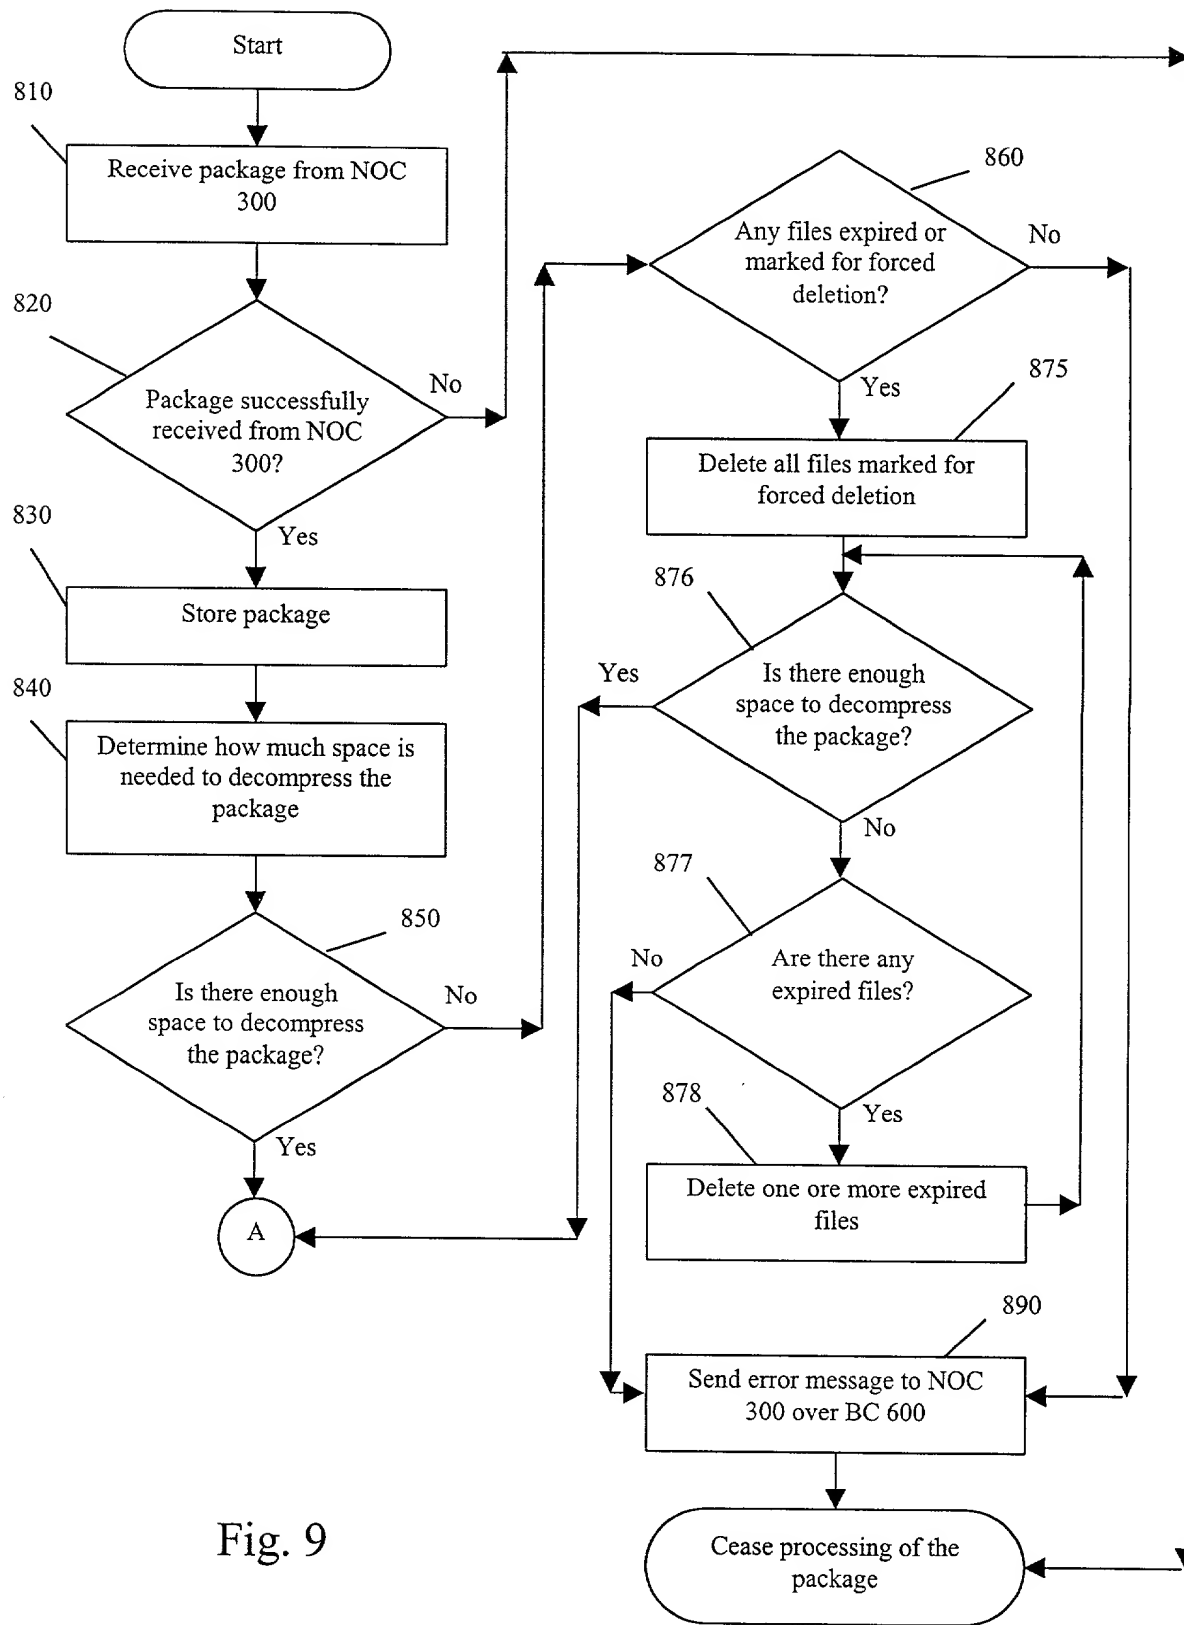 Start
810
Receive package from NOC
300
820
Package successfully
received from NOC
300?
No
Yes
830
Store package
840
Determine how much space is
needed to decompress the
package
850
Is there enough
space to decompress
the package?
No
Yes
A
860
Any files expired or
marked for forced
deletion?
No
Yes
875
Delete all files marked for
forced deletion
876
Is there enough
space to decompress
the package?
Yes
No
877
Are there any
expired files?
No
Yes
878
Delete one ore more expired
files
890
Send error message to NOC
300 over BC 600
Cease processing of the
package
Fig. 9